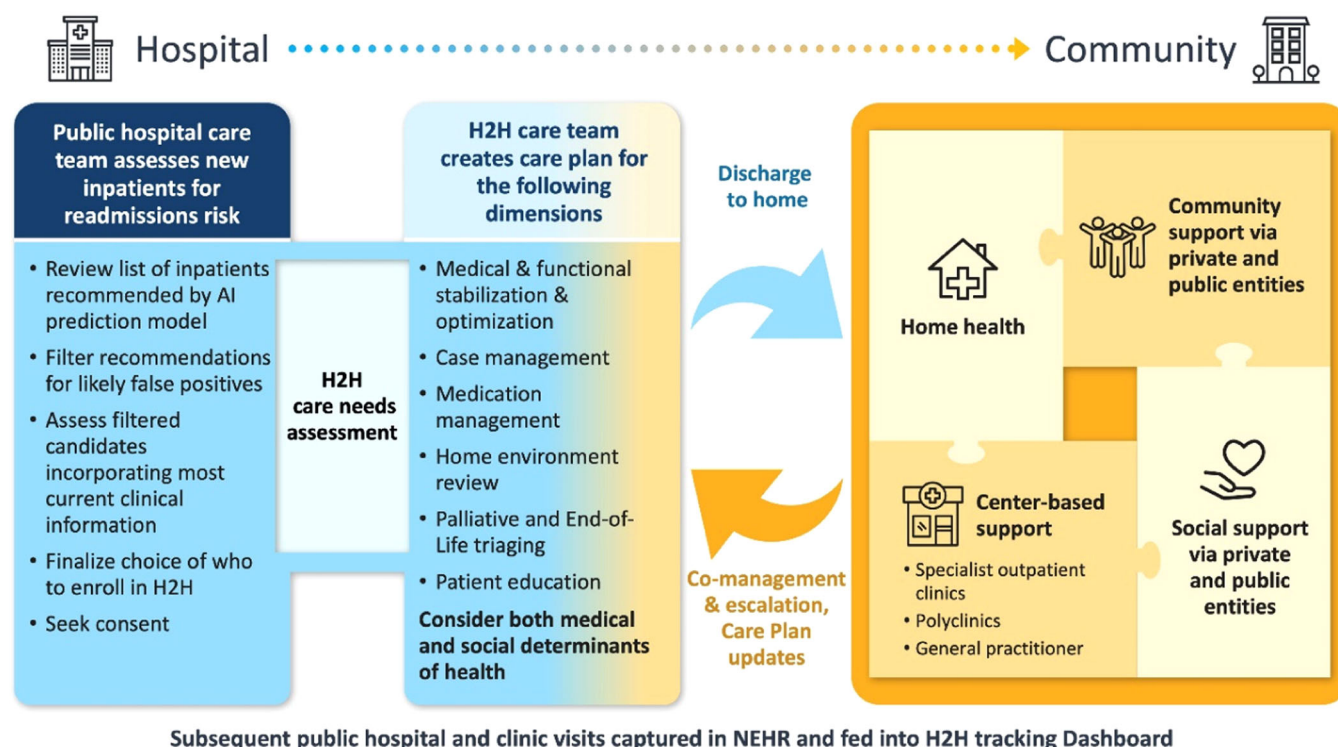 Hospital
Community
Public hospital care
team assesses new
inpatients for
readmissions risk
• Review list of inpatients
recommended by AI
prediction model
• Filter recommendations
for likely false positives
• Assess filtered
candidates
incorporating most
current clinical
information
• Finalize choice of who
to enroll in H2H
• Seek consent
H2H
care needs
assessment
H2H care team
creates care plan for
the following
dimensions
• Medical & functional
stabilization &
optimization
• Case management
• Medication
management
• Home environment
review
• Palliative and End-of-
Life triaging
• Patient education
Consider both medical
and social determinants
of health
Discharge
to home
Co-management
& escalation,
Care Plan
updates
Home health
Community
support via
private and
public entities
Center-based
support
• Specialist outpatient
clinics
• Polyclinics
• General practitioner
Social support
via private
and public
entities
Subsequent public hospital and clinic visits captured in NEHR and fed into H2H tracking Dashboard